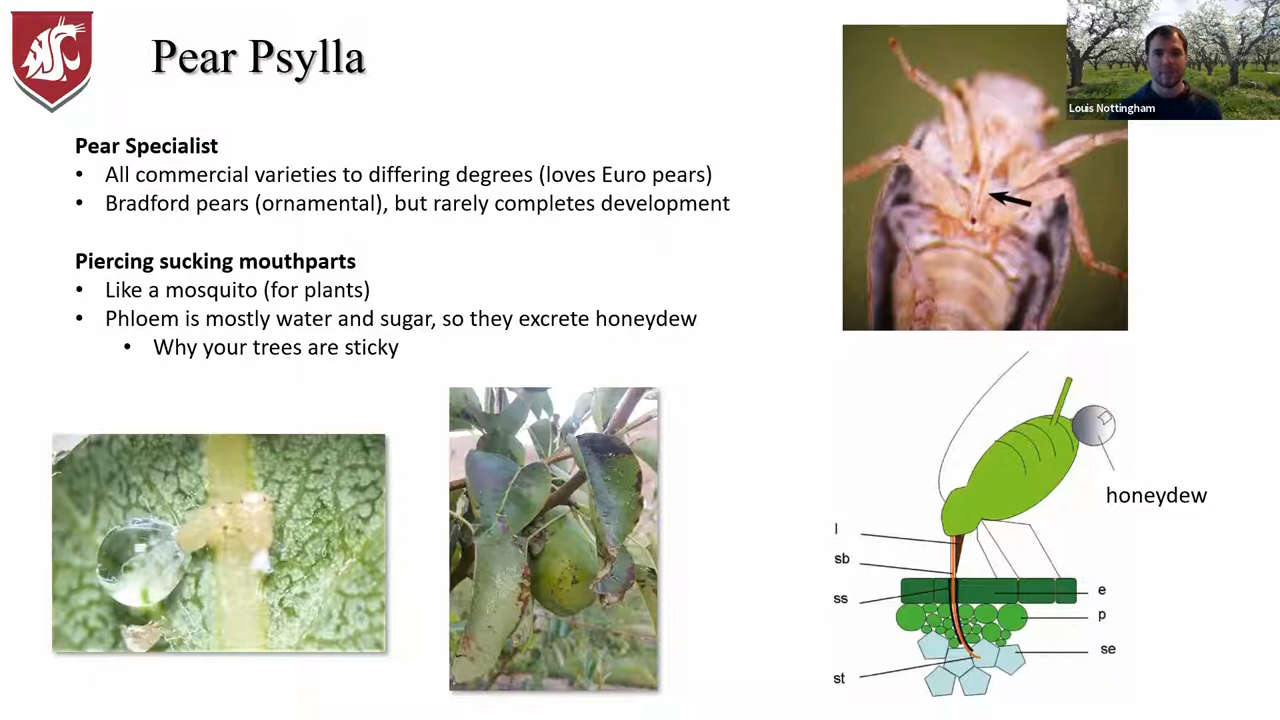 Pear Psylla
Louis Nottingham
Pear Specialist
• All commercial varieties to differing degrees (loves Euro pears)
• Bradford pears (ornamental), but rarely completes development
Piercing sucking mouthparts
• Like a mosquito (for plants)
• Phloem is mostly water and sugar, so they excrete honeydew
• Why your trees are sticky
honeydew
l
sb
ss
st
e
p
se